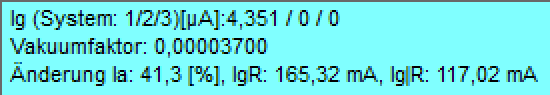 Ig (System: 1/2/3)[µA]:4,351 / 0 / 0
Vakuumfaktor: 0,00003700
Änderung Ia: 41,3 [%], IgR: 165,32 mA, Ig|R: 117,02 mA